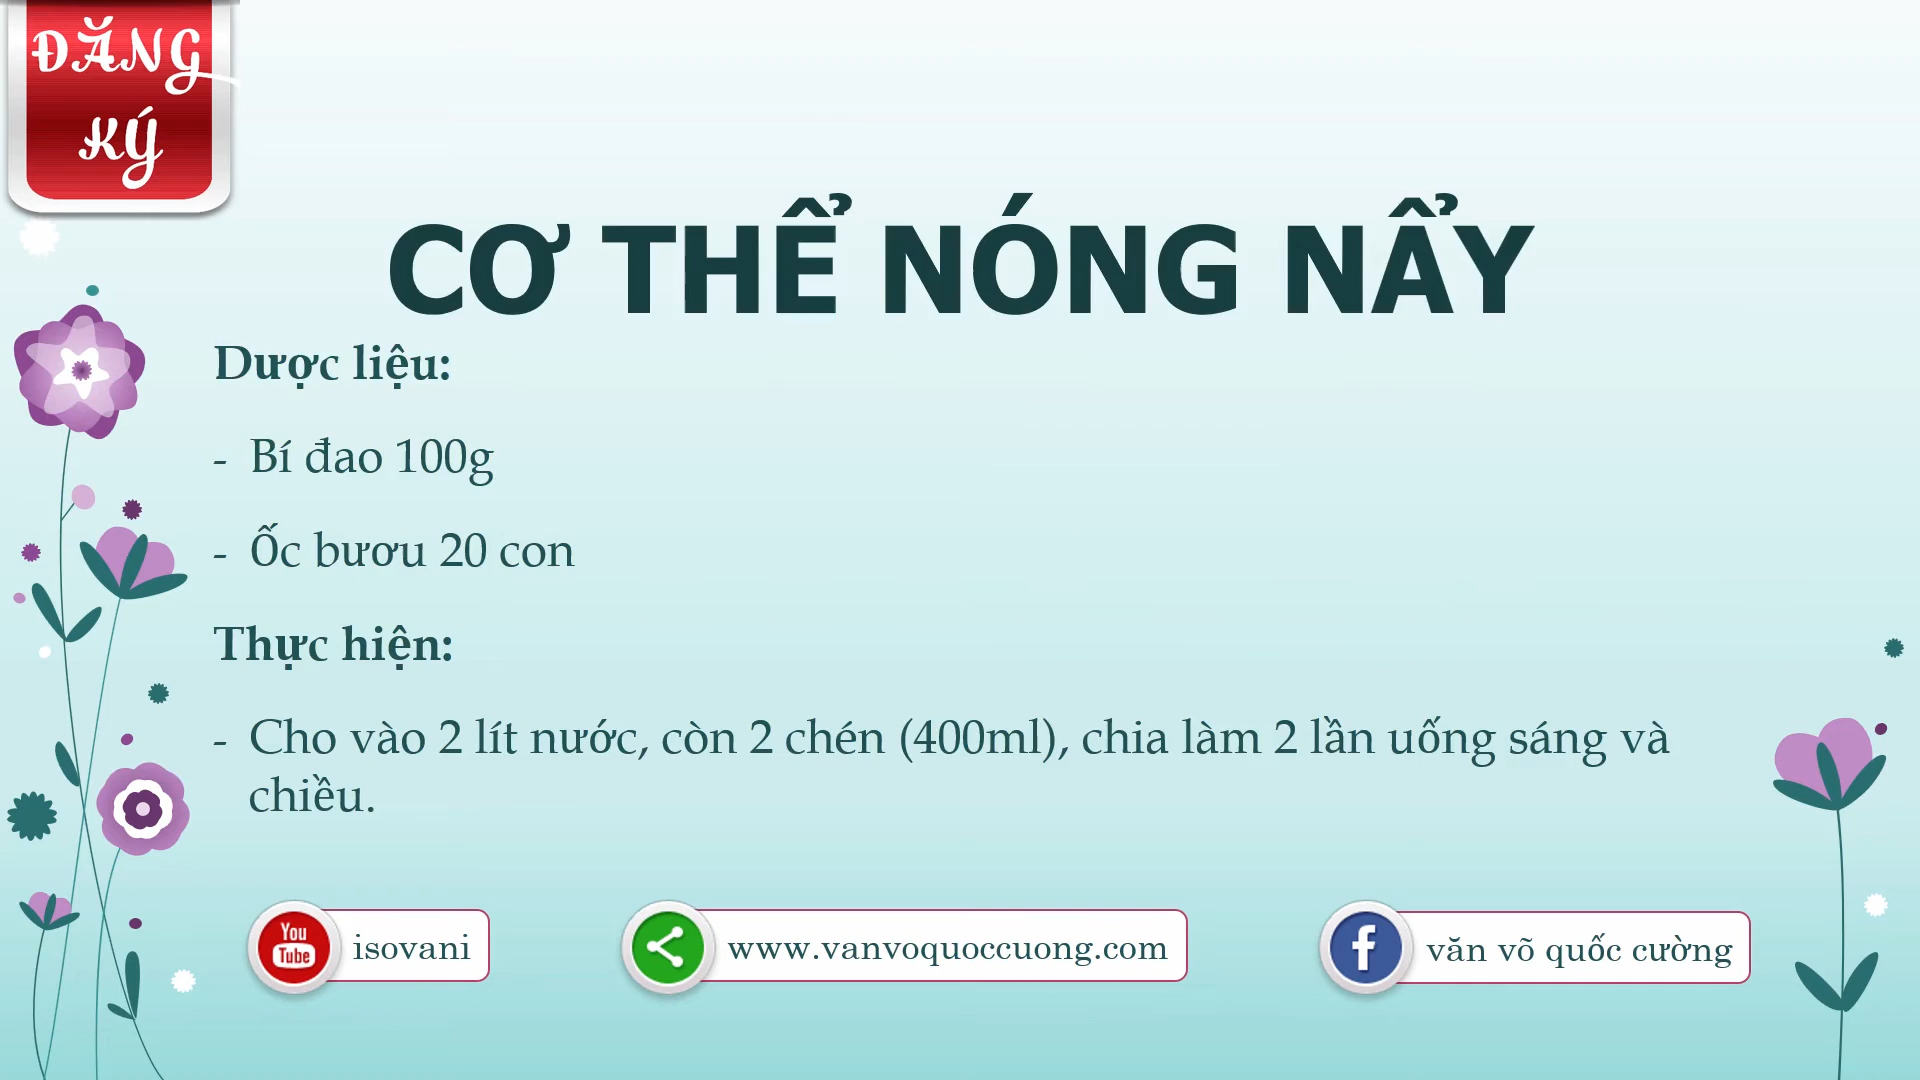 ĐĂNG
KÝ
CƠ THỂ NÓNG NẨY
Dược liệu:
- Bí đao 100g
- Ốc bươu 20 con
Thực hiện:
- Cho vào 2 lít nước, còn 2 chén (400ml), chia làm 2 lần uống sáng và
chiều.
You
Tube
isovani
www.vanvoquoccuong.com
f
văn võ quốc cường